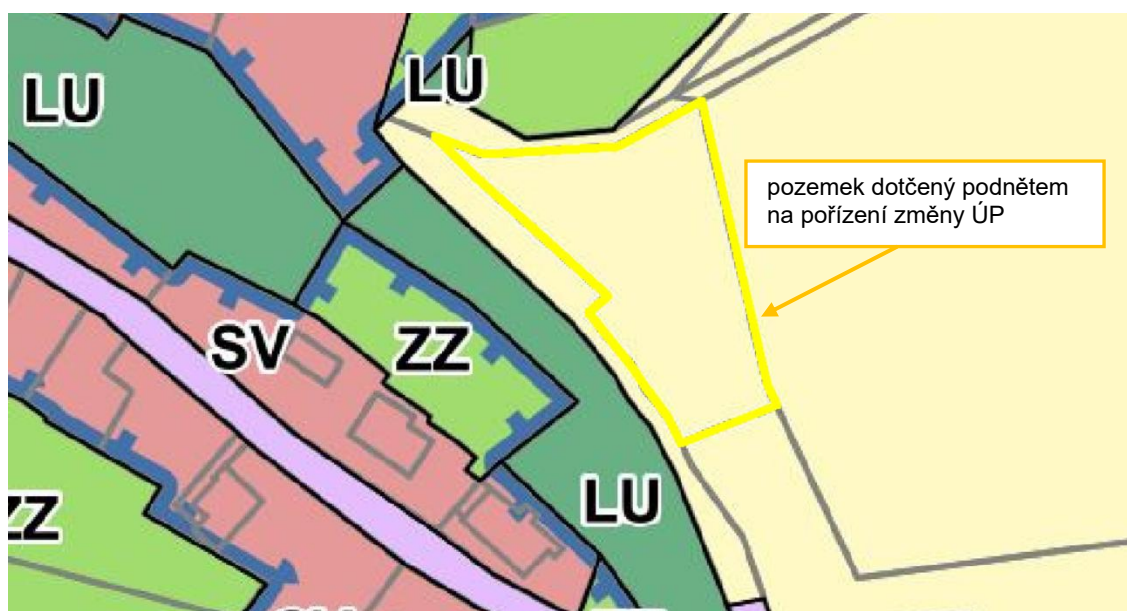 LU
LU
pozemek dotčený podnětem
na pořízení změny ÚP
SV
ZZ
LU
ZZ